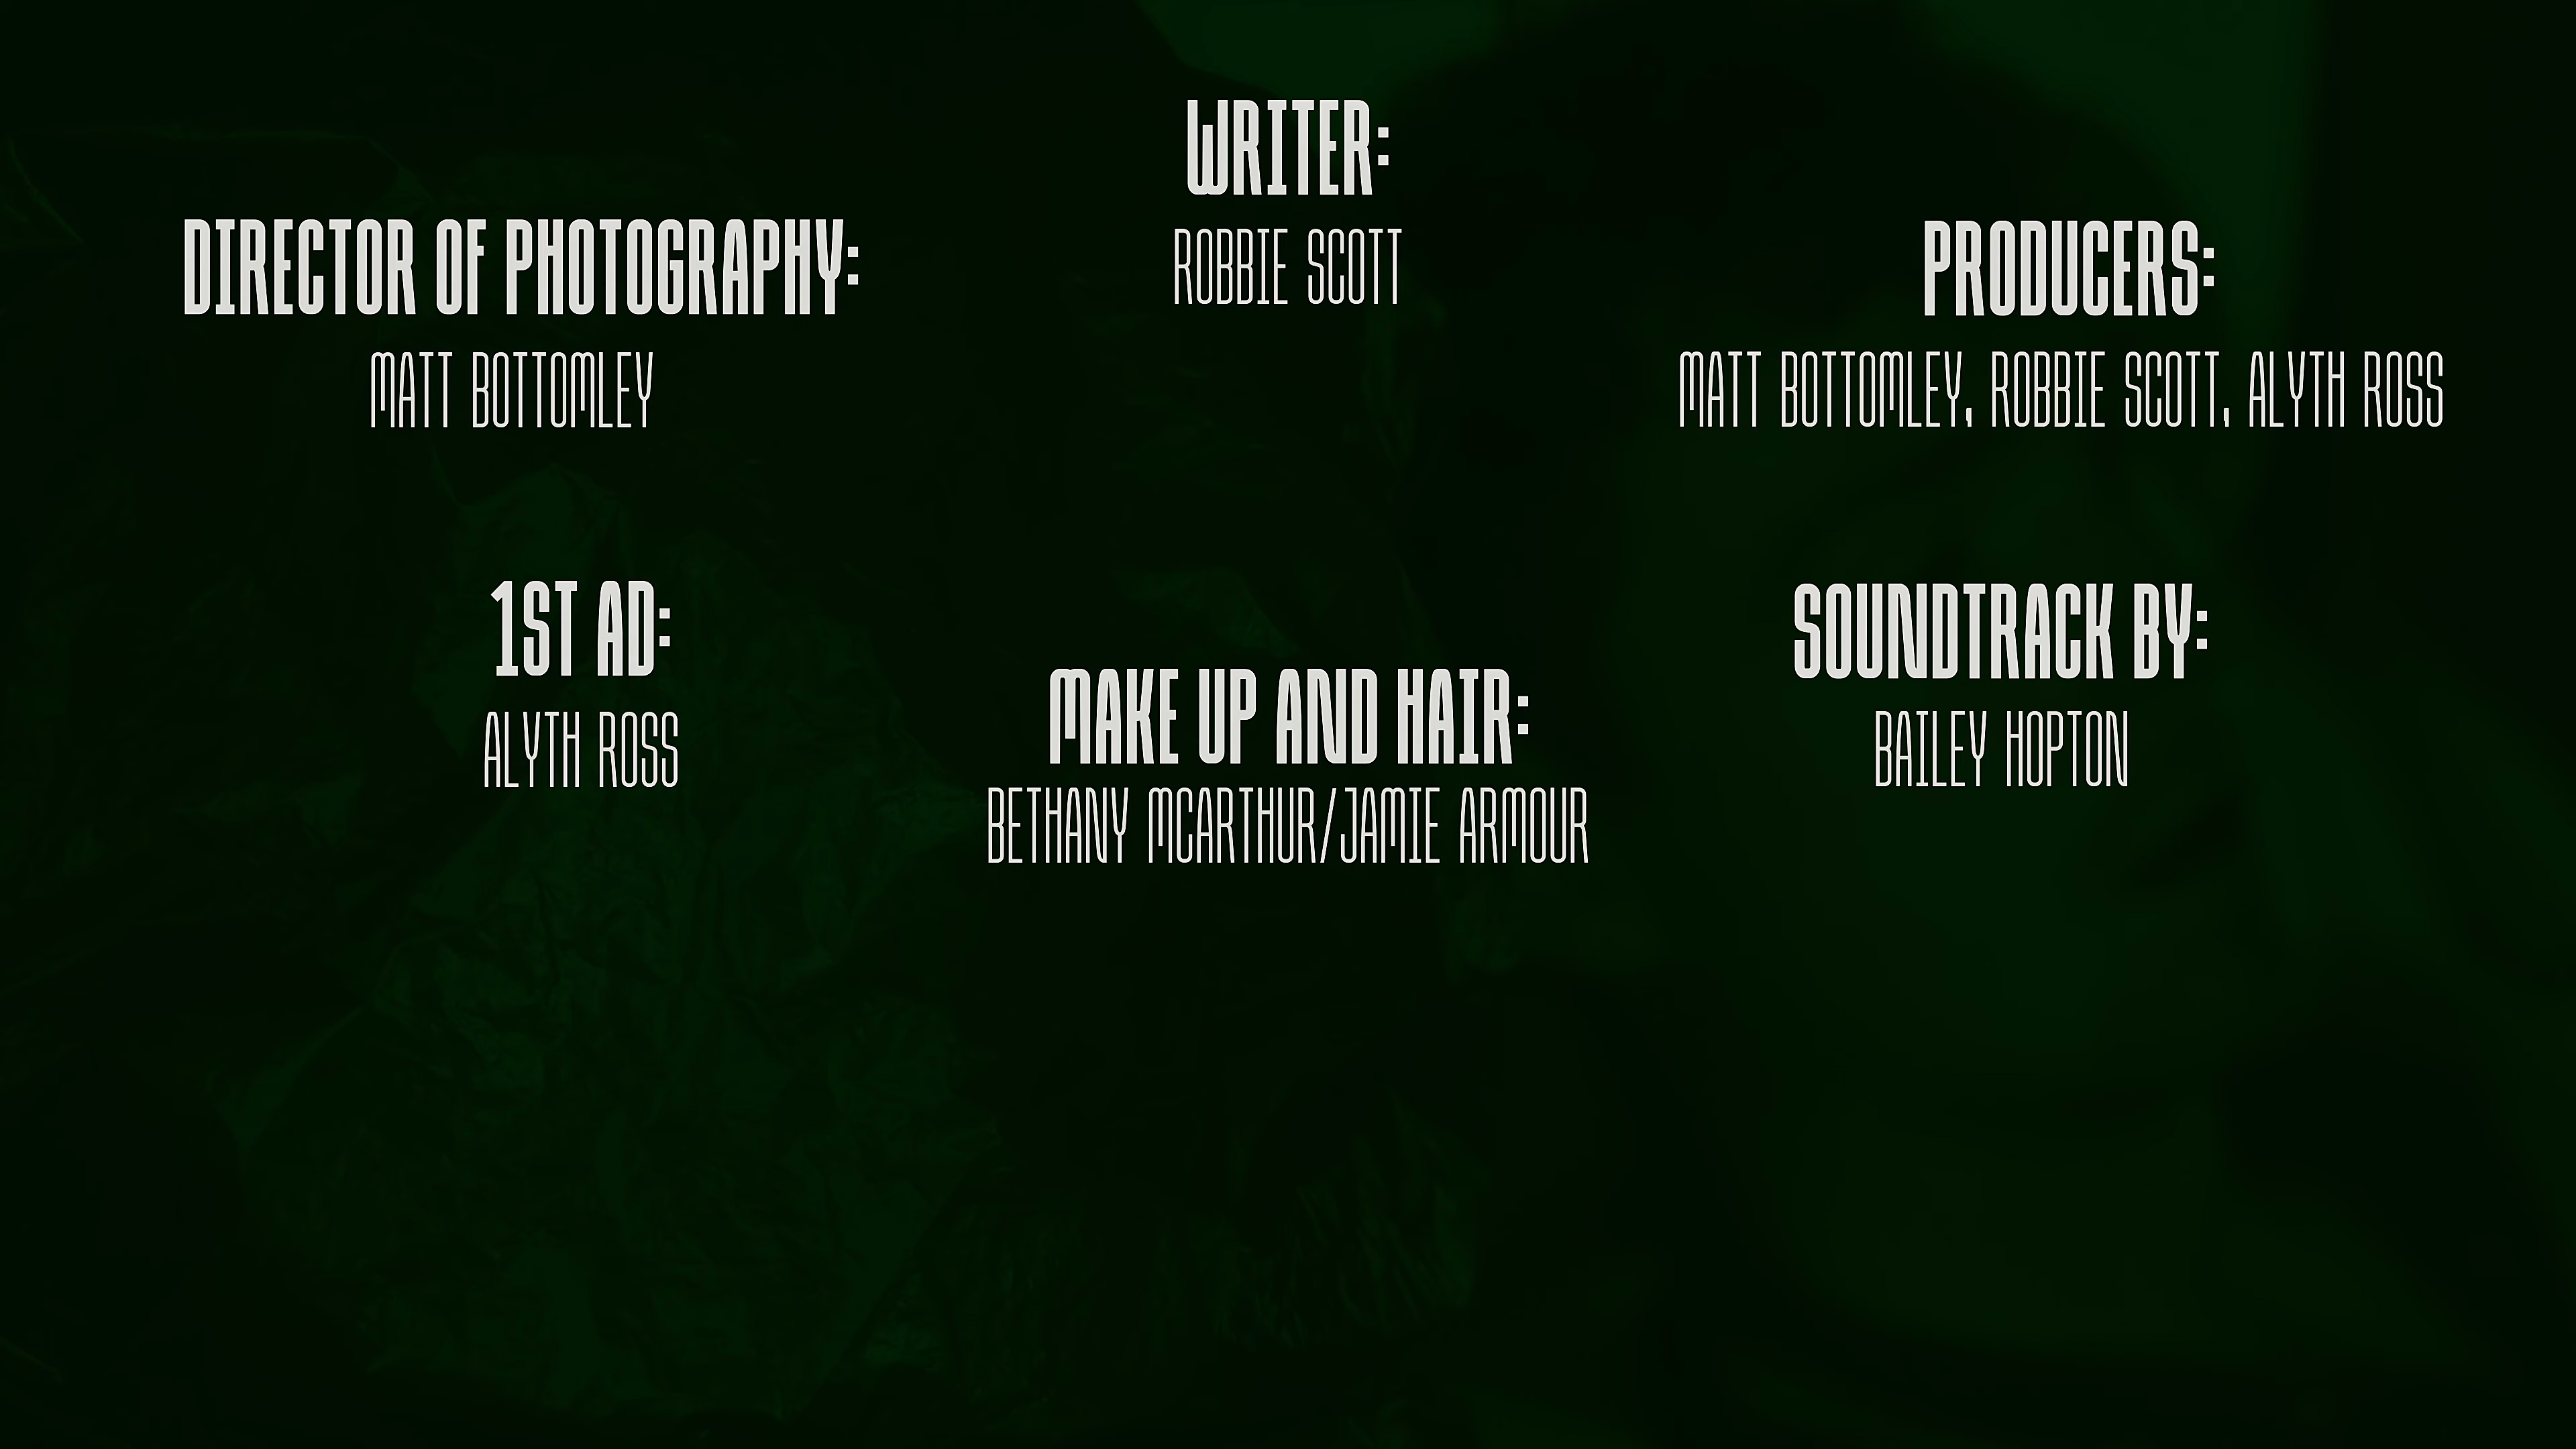 WRITER:
ROBBIE SCOTT
DIRECTOR OF PHOTOGRAPHY:
MATT BOTTOMLEY
PRODUCERS:
MATT BOTTOMLEY, ROBBIE SCOTT, ALYTH ROSS
1ST AD:
ALYTH ROSS
MAKE UP AND HAIR:
BETHANY MCARTHUR/JAMIE ARMOUR
SOUNDTRACK BY:
BAILEY HOPTON